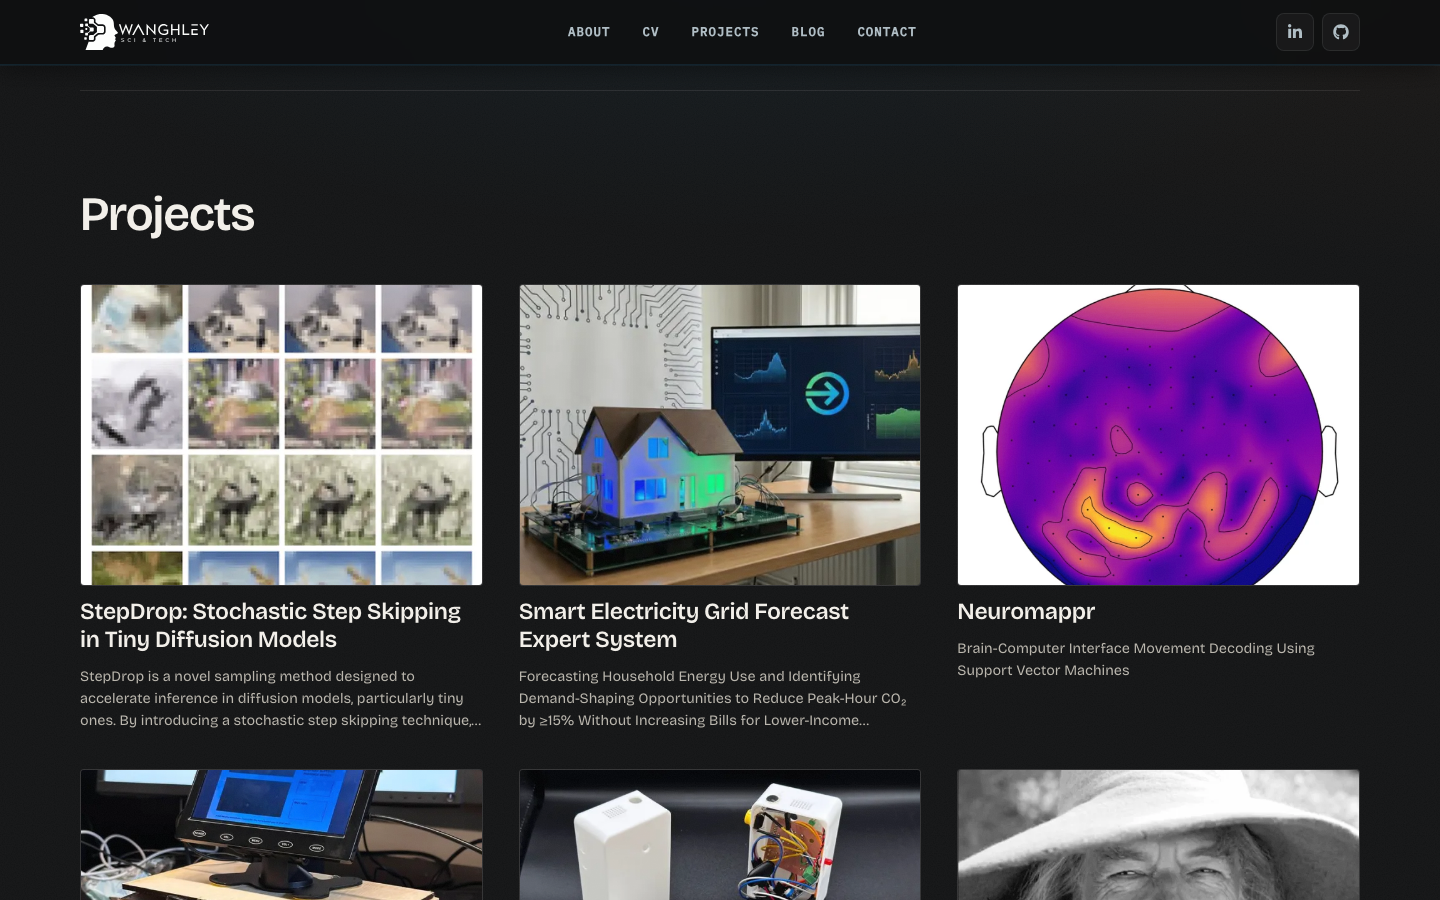 WANGHLEY
SCI & TECH
ABOUT
CV
PROJECTS
BLOG
CONTACT
in
Projects
StepDrop: Stochastic Step Skipping
in Tiny Diffusion Models
StepDrop is a novel sampling method designed to
accelerate inference in diffusion models, particularly tiny
ones. By introducing a stochastic step skipping technique,...
Smart Electricity Grid Forecast
Expert System
Forecasting Household Energy Use and Identifying
Demand-Shaping Opportunities to Reduce Peak-Hour CO₂
by ≥15% Without Increasing Bills for Lower-Income...
Neuromappr
Brain-Computer Interface Movement Decoding Using
Support Vector Machines